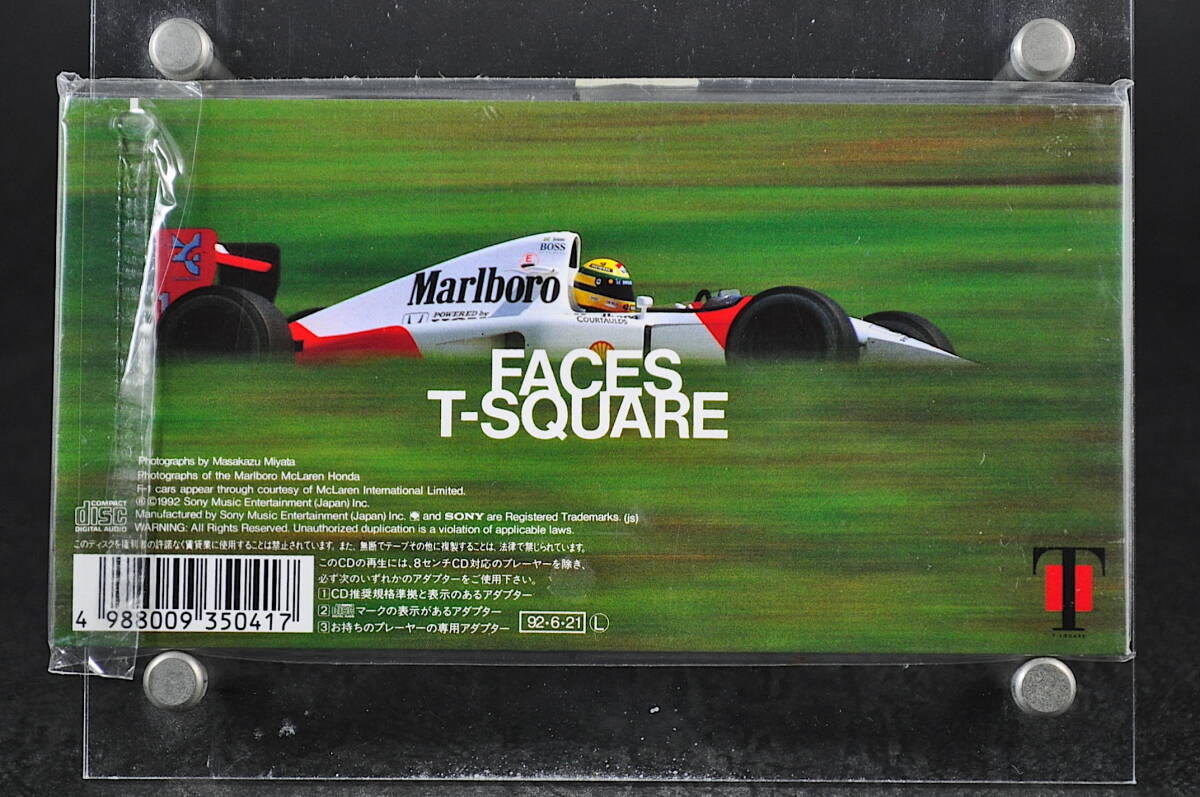 BOSS
E
Marlboro
POWERED by
COURTAULDS
FACES
T-SQUARE
Photographs by Masakazu Miyata
Photographs of the Marlboro McLaren Honda
F-1 cars appear through courtesy of McLaren International Limited.
℗©1992 Sony Music Entertainment (Japan) Inc.
Manufactured by Sony Music Entertainment (Japan) Inc. and SONY are Registered Trademarks. (js)
WARNING: All Rights Reserved. Unauthorized duplication is a violation of applicable laws.
COMPACT
disc
DIGITAL AUDIO
このディスクを権利者の許諾なく賃貸業に使用することは禁止されています。また、無断でテープその他に複製することは、法律で禁じられています。
このCDの再生には、8センチCD対応のプレーヤーを除き、
必ず次のいずれかのアダプターをご使用下さい。
1 CD推奨規格準拠と表示のあるアダプター
2 disc マークの表示があるアダプター
3 お持ちのプレーヤーの専用アダプター
92・6・21 L
4 988009 350417
T
T-SQUARE